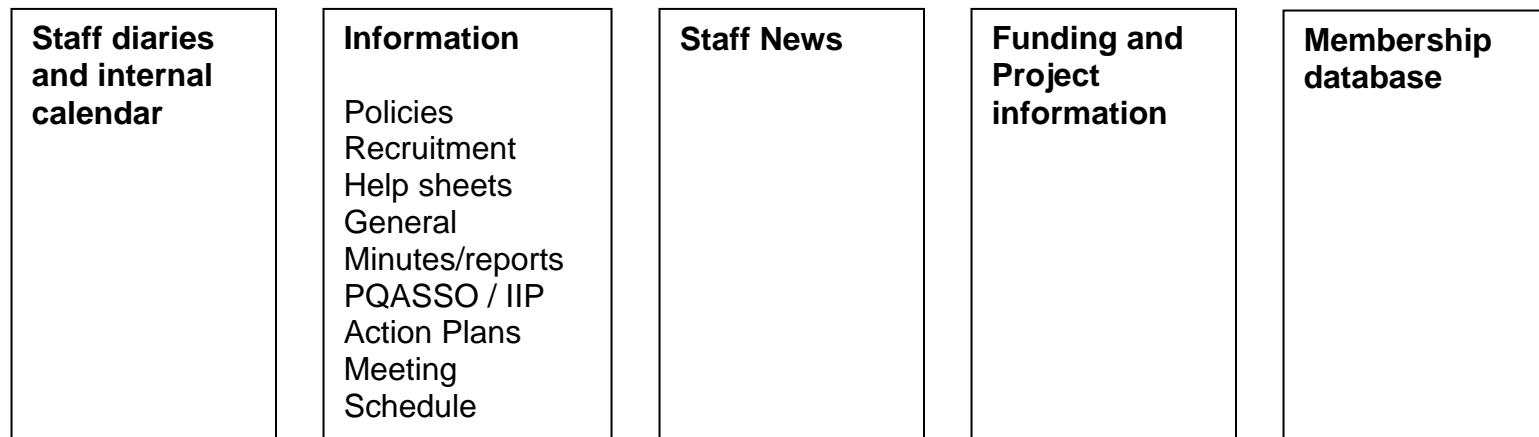 Staff diaries
and internal
calendar
Information
Policies
Recruitment
Help sheets
General
Minutes/reports
PQASSO / IIP
Action Plans
Meeting
Schedule
Staff News
Funding and
Project
information
Membership
database